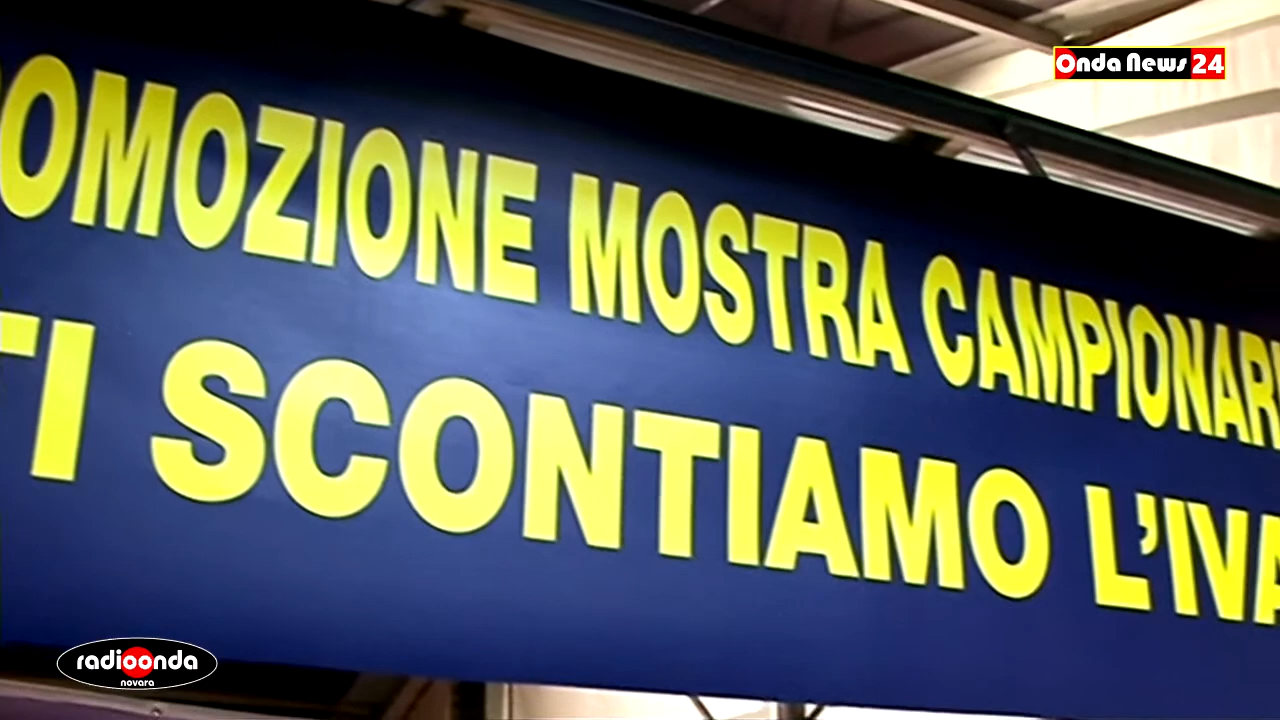 Onda News 24
OMOZIONE MOSTRA CAMPIONAR
TI SCONTIAMO L'IVA
radioonda
novara